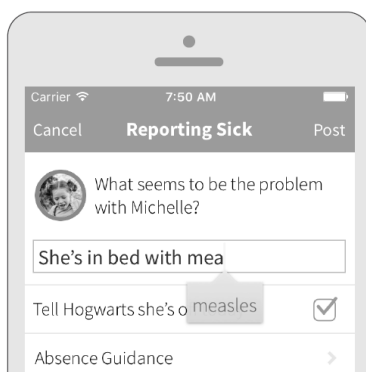 Carrier 7:50 AM
Cancel Reporting Sick Post
What seems to be the problem
with Michelle?
She's in bed with mea
measles
Tell Hogwarts she's o
Absence Guidance